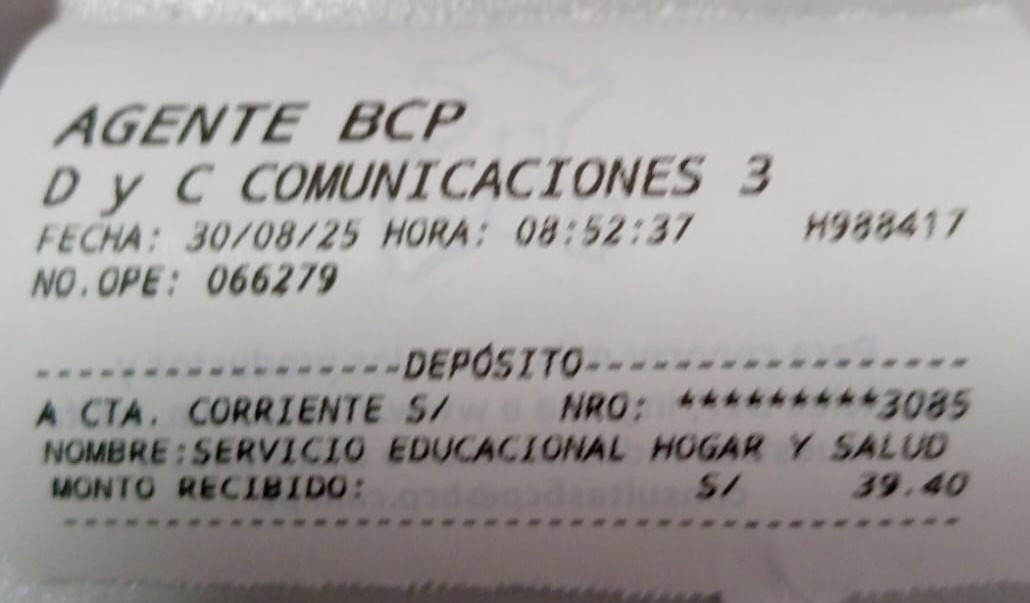 AGENTE BCP
D y C COMUNICACIONES 3
FECHA: 30/08/25 HORA: 08:52:37 H988417
NO.OPE: 066279
------------------DEPÓSITO------------------
A CTA. CORRIENTE S/ NRO: *********3085
NOMBRE:SERVICIO EDUCACIONAL HOGAR Y SALUD
MONTO RECIBIDO: S/ 39.40
--------------------------------------------